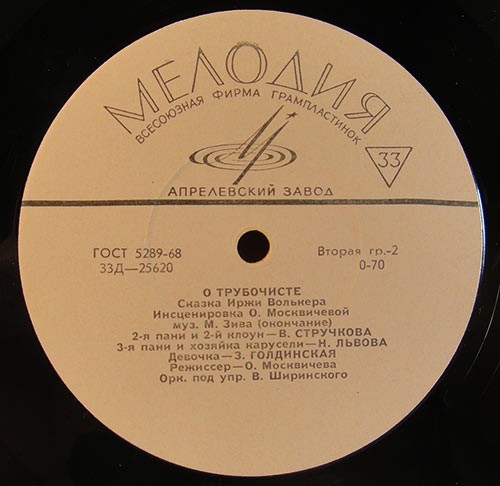 МЕЛОДИЯ
ВСЕСОЮЗНАЯ ФИРМА ГРАМПЛАСТИНОК
33
АПРЕЛЕВСКИЙ ЗАВОД
ГОСТ 5289-68 Вторая гр.-2
33Д—25620 0-70
О ТРУБОЧИСТЕ
Сказка Иржи Волькера
Инсценировка О. Москвичевой
муз. М. Зива (окончание)
2-я пани и 2-й клоун—В. СТРУЧКОВА
3-я пани и хозяйка карусели—Н. ЛЬВОВА
Девочка—З. ГОЛДИНСКАЯ
Режиссер—О. Москвичева
Орк. под упр. В. Ширинского